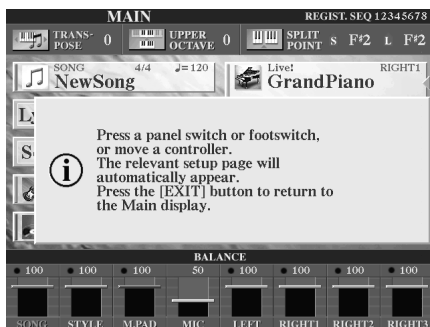 MAIN REGIST. SEQ 12345678
TRANS-
POSE 0 UPPER
OCTAVE 0 SPLIT
POINT S F♯2 L F♯2
SONG 4/4 ♩=120
NewSong
Live! RIGHT1
GrandPiano
Press a panel switch or footswitch,
or move a controller.
The relevant setup page will
automatically appear.
Press the [EXIT] button to return to
the Main display.
BALANCE
100 100 100 50 100 100 100 100
SONG STYLE M.PAD MIC LEFT RIGHT1 RIGHT2 RIGHT3